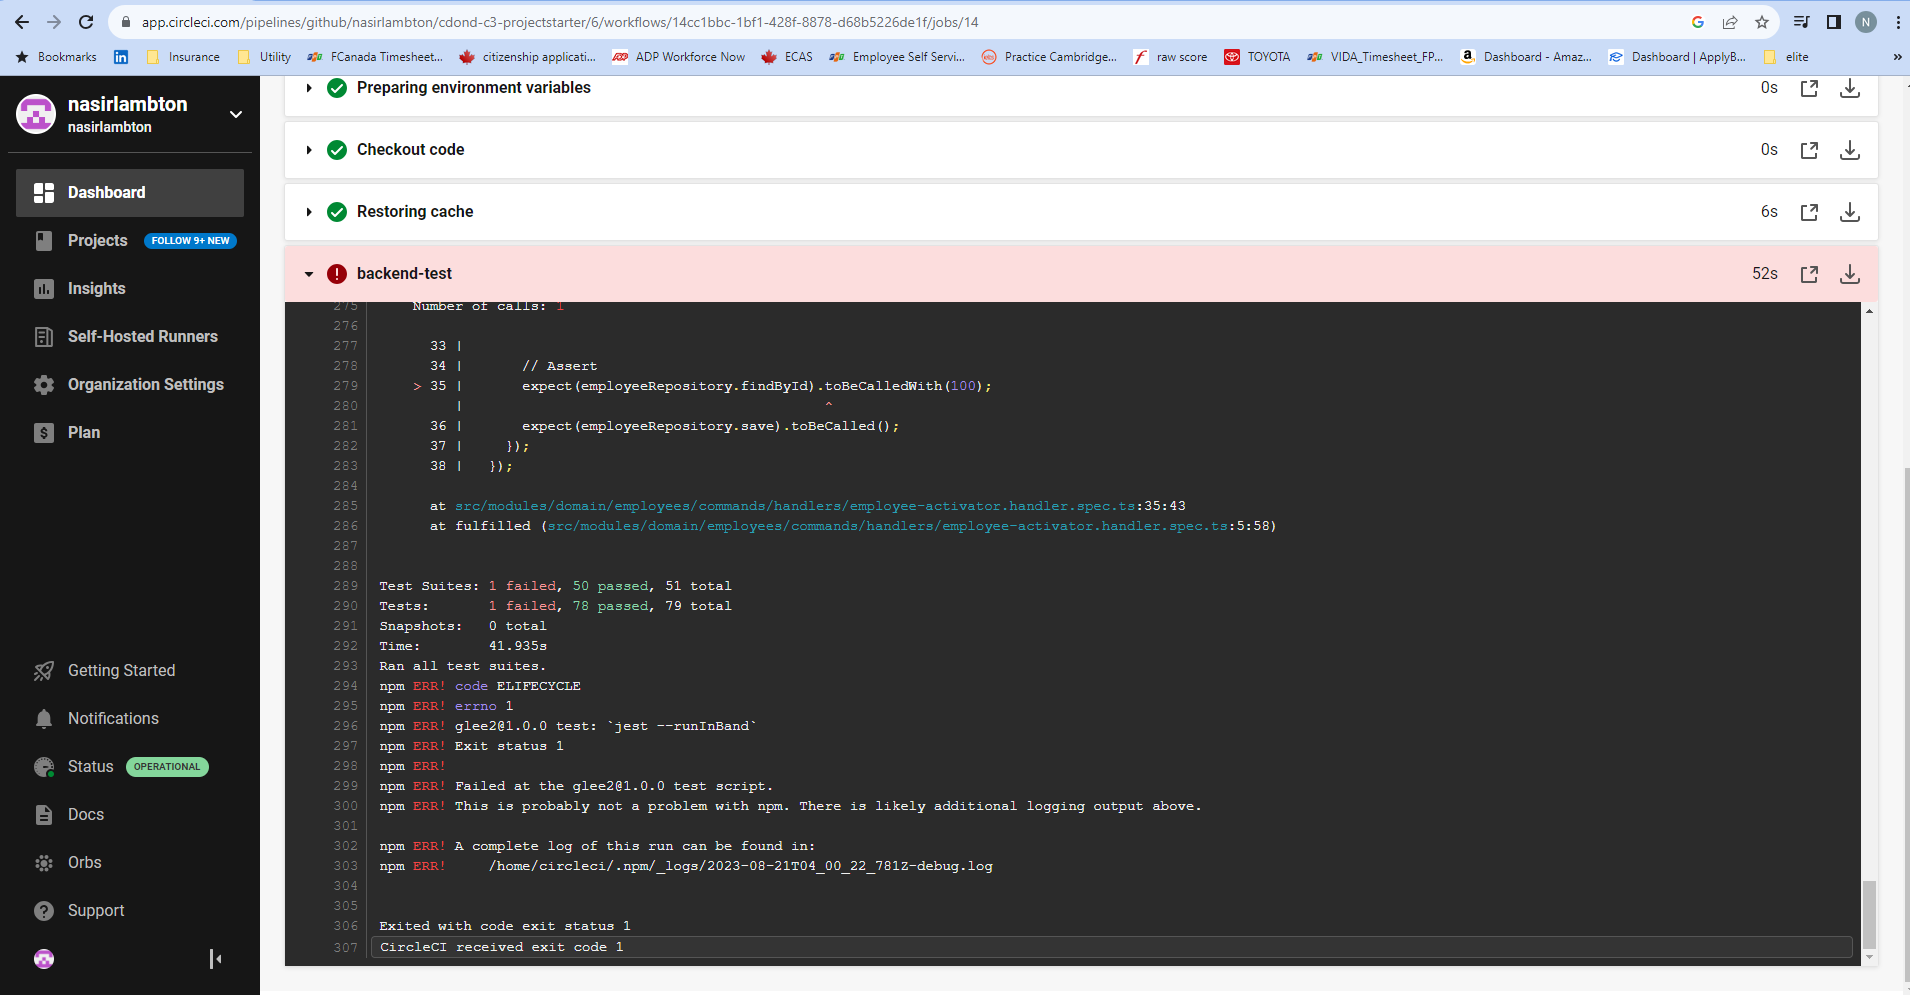 app.circleci.com/pipelines/github/nasirlambton/cdond-c3-projectstarter/6/workflows/14cc1bbc-1bf1-428f-8878-d68b5226de1f/jobs/14
N
Bookmarks
Insurance
Utility
FCanada Timesheet...
citizenship applicati...
ADP Workforce Now
ECAS
Employee Self Servi...
Practice Cambridge...
raw score
TOYOTA
VIDA_Timesheet_FP...
Dashboard - Amaz...
Dashboard | ApplyB...
elite
»
nasirlambton
nasirlambton
Dashboard
Projects FOLLOW 9+ NEW
Insights
Self-Hosted Runners
Organization Settings
Plan
Getting Started
Notifications
Status OPERATIONAL
Docs
Orbs
Support
Preparing environment variables 0s
Checkout code 0s
Restoring cache 6s
backend-test 52s
275 Number of calls: 1
276
277 33 |
278 34 | // Assert
279 > 35 | expect(employeeRepository.findById).toBeCalledWith(100);
280 | ^
281 36 | expect(employeeRepository.save).toBeCalled();
282 37 | });
283 38 | });
284
285 at src/modules/domain/employees/commands/handlers/employee-activator.handler.spec.ts:35:43
286 at fulfilled (src/modules/domain/employees/commands/handlers/employee-activator.handler.spec.ts:5:58)
287
288
289 Test Suites: 1 failed, 50 passed, 51 total
290 Tests: 1 failed, 78 passed, 79 total
291 Snapshots: 0 total
292 Time: 41.935s
293 Ran all test suites.
294 npm ERR! code ELIFECYCLE
295 npm ERR! errno 1
296 npm ERR! glee2@1.0.0 test: `jest --runInBand`
297 npm ERR! Exit status 1
298 npm ERR!
299 npm ERR! Failed at the glee2@1.0.0 test script.
300 npm ERR! This is probably not a problem with npm. There is likely additional logging output above.
301
302 npm ERR! A complete log of this run can be found in:
303 npm ERR! /home/circleci/.npm/_logs/2023-08-21T04_00_22_781Z-debug.log
304
305
306 Exited with code exit status 1
307 CircleCI received exit code 1